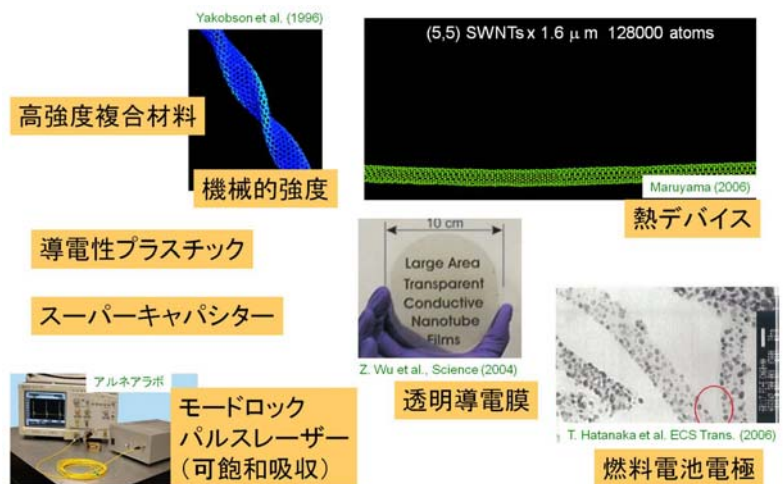 Yakobson et al. (1996)
(5,5) SWNTs x 1.6 μm 128000 atoms
高強度複合材料
機械的強度
Maruyama (2006)
熱デバイス
導電性プラスチック
10 cm
Large Area
Transparent
Conductive
Nanotube
Films
スーパーキャパシター
Z. Wu et al., Science (2004)
アルネアラボ
モードロック
パルスレーザー
(可飽和吸収)
透明導電膜
T. Hatanaka et al. ECS Trans. (2006)
燃料電池電極